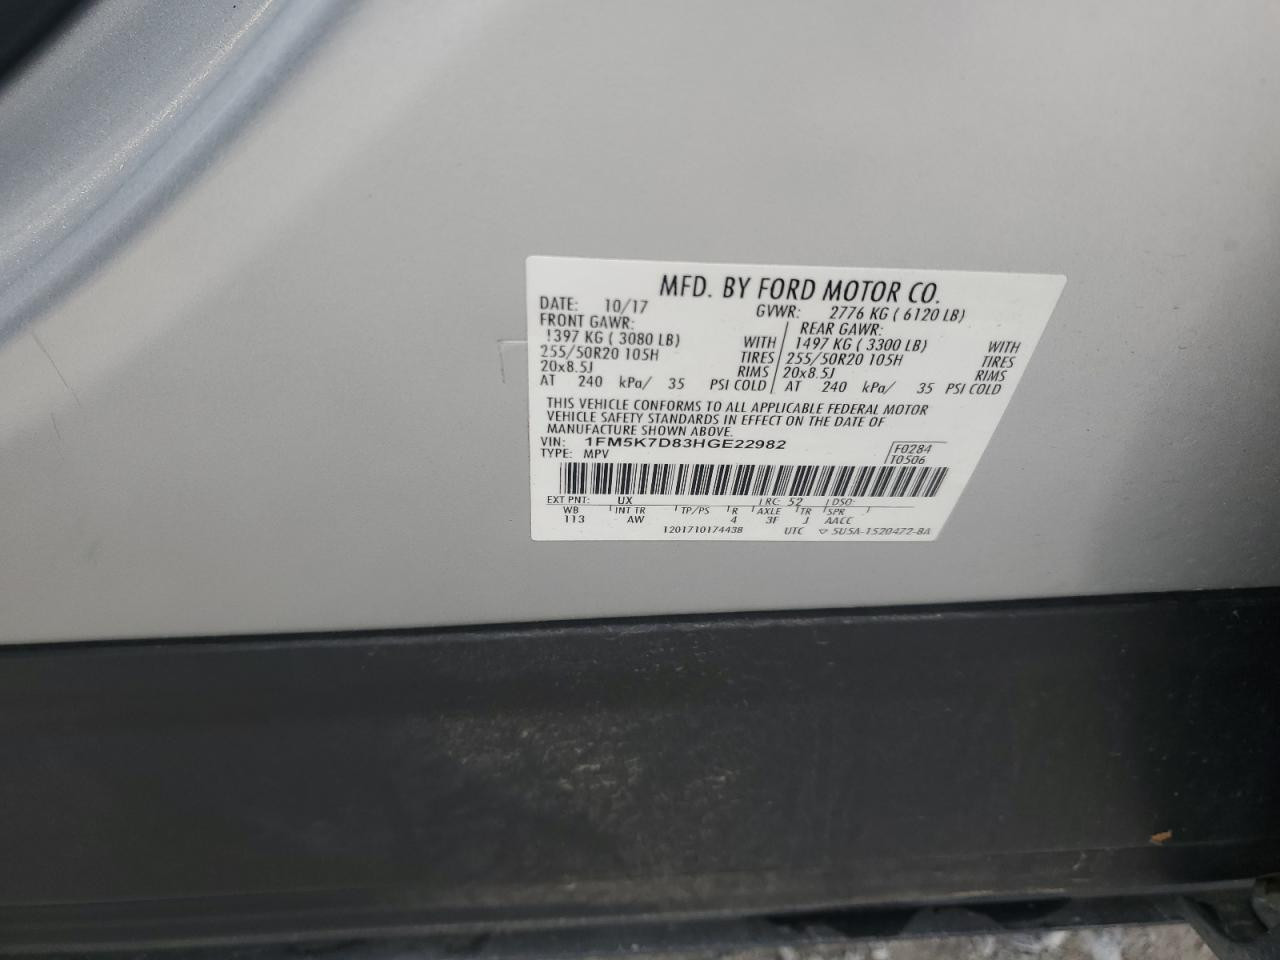 MFD. BY FORD MOTOR CO.
DATE: 10/17 GVWR: 2776 KG ( 6120 LB)
FRONT GAWR: REAR GAWR:
1397 KG ( 3080 LB) WITH 1497 KG ( 3300 LB) WITH
255/50R20 105H TIRES 255/50R20 105H TIRES
20x8.5J RIMS 20x8.5J RIMS
AT 240 kPa/ 35 PSI COLD AT 240 kPa/ 35 PSI COLD
THIS VEHICLE CONFORMS TO ALL APPLICABLE FEDERAL MOTOR
VEHICLE SAFETY STANDARDS IN EFFECT ON THE DATE OF
MANUFACTURE SHOWN ABOVE.
VIN: 1FM5K7D83HGE22982 F0284
TYPE: MPV T0506
EXT PNT: UX RC: 52 DSO:
WB INT TR TP/PS R AXLE TR SPR
113 AW 4 3F J AACC
1201710174438 UTC 5U5A-1520472-BA